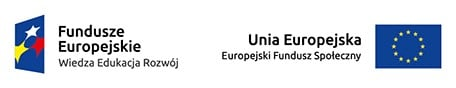 Fundusze
Europejskie
Wiedza Edukacja Rozwój
Unia Europejska
Europejski Fundusz Społeczny